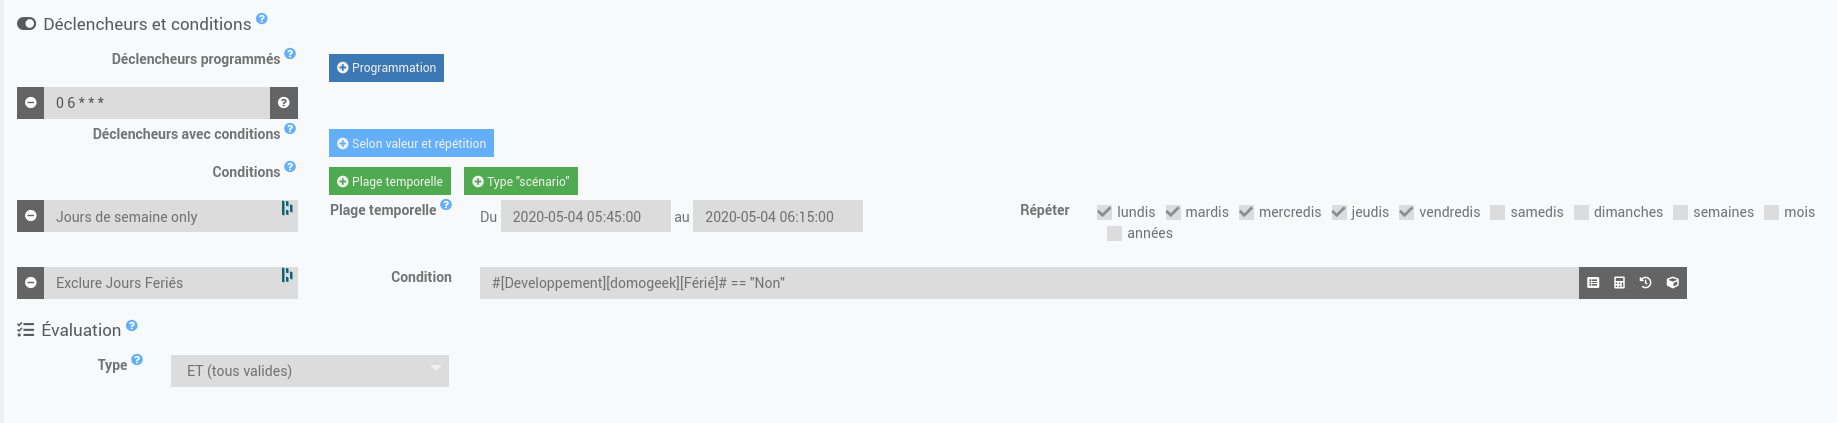 Déclencheurs et conditions ?
Déclencheurs programmés ?
Programmation
0 6 * * *
?
Déclencheurs avec conditions ?
Selon valeur et répétition
Conditions ?
Plage temporelle
Type "scénario"
Jours de semaine only
Plage temporelle ?
Du 2020-05-04 05:45:00 au 2020-05-04 06:15:00
Répéter
lundis mardis mercredis jeudis vendredis samedis dimanches semaines mois
années
Exclure Jours Feriés
Condition
#[Developpement][domogeek][Férié]# == "Non"
Évaluation ?
Type ?
ET (tous valides)